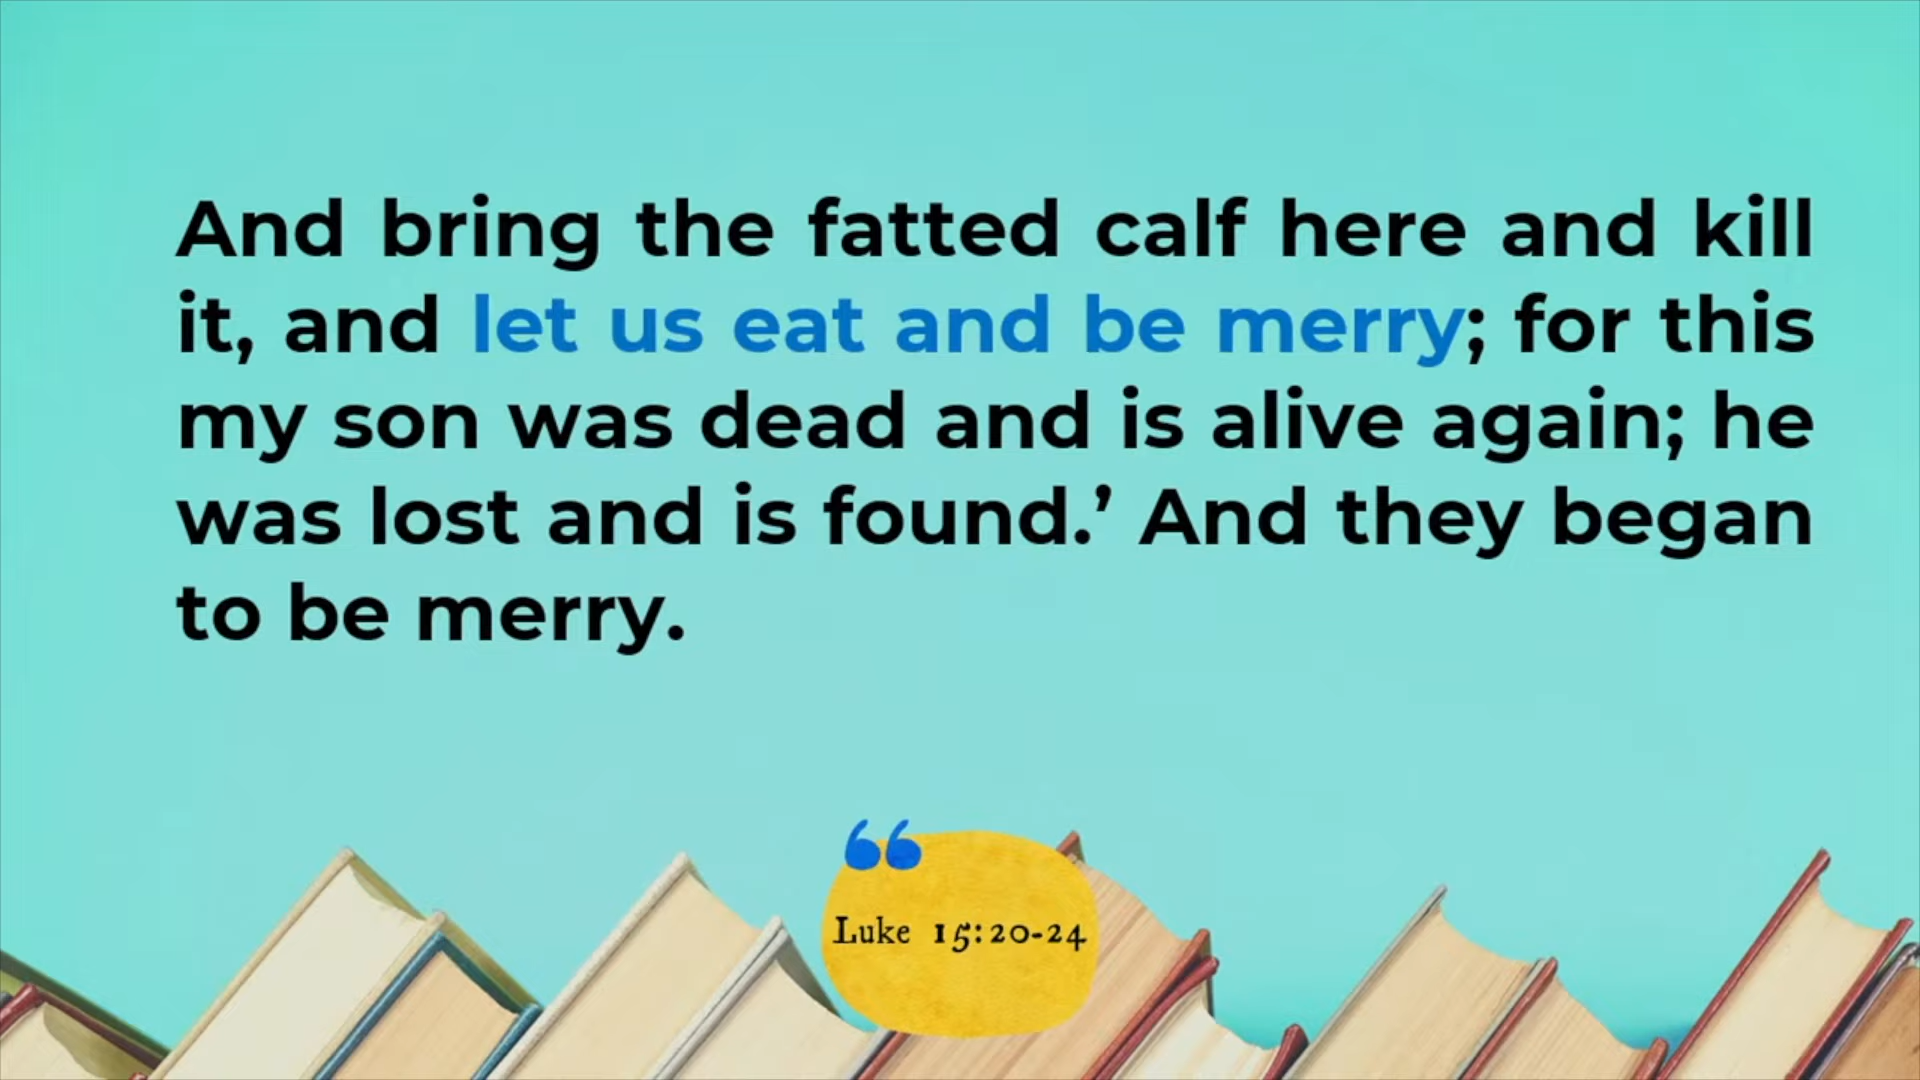 And bring the fatted calf here and kill
it, and let us eat and be merry; for this
my son was dead and is alive again; he
was lost and is found.’ And they began
to be merry.
Luke 15:20-24